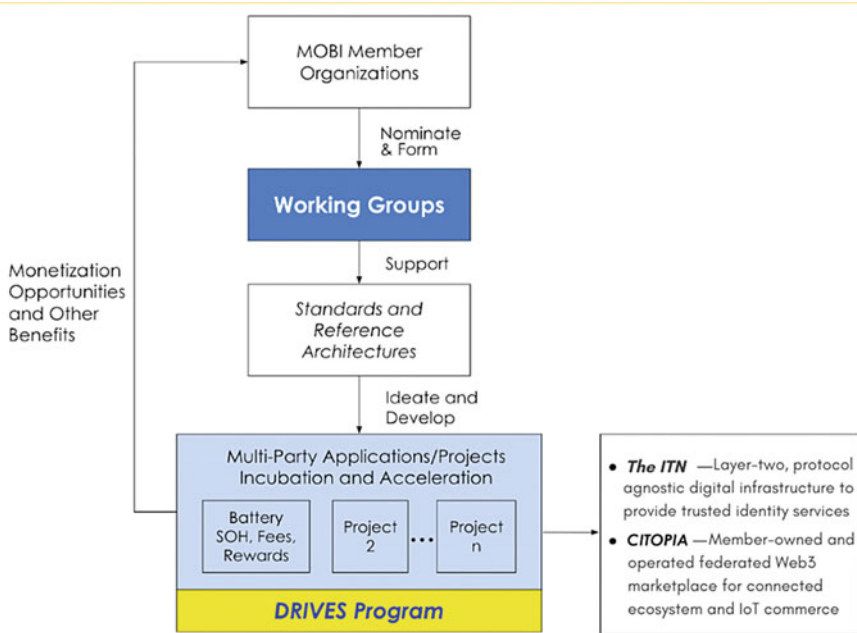 MOBI Member
Organizations
Nominate
& Form
Working Groups
Support
Monetization
Opportunities
and Other
Benefits
Standards and
Reference
Architectures
Ideate and
Develop
Multi-Party Applications/Projects
Incubation and Acceleration
Battery
SOH, Fees,
Rewards
Project
2
...
Project
n
DRIVES Program
• The ITN —Layer-two, protocol
agnostic digital infrastructure to
provide trusted identity services
• CITOPIA —Member-owned and
operated federated Web3
marketplace for connected
ecosystem and IoT commerce